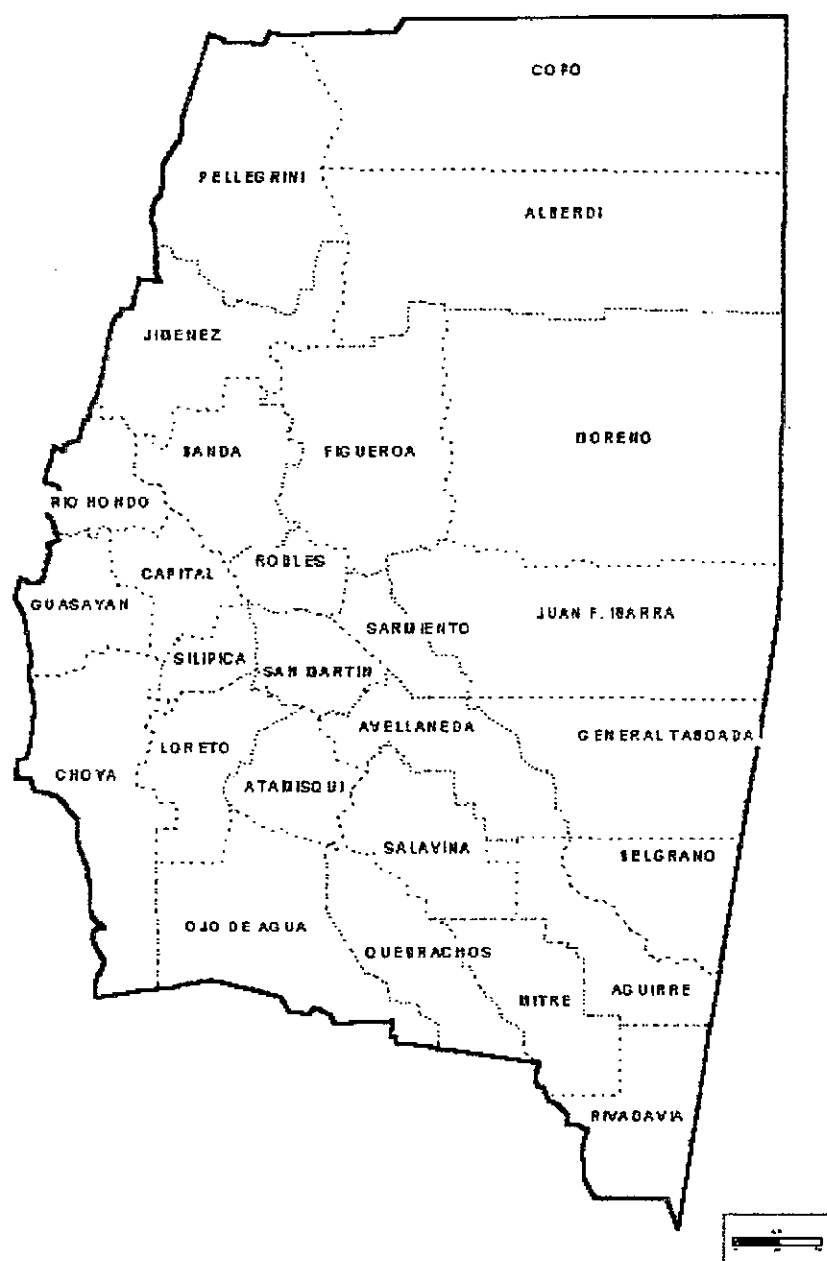 COPO
PELLEGRINI
ALBERDI
JIMENEZ
BANDA
FIGUEROA
MORENO
RIO HONDO
CAPITAL
ROBLES
GUASAYAN
SARMIENTO
JUAN F. IBARRA
SILIPICA
SAN MARTIN
AVELLANEDA
GENERAL TABOADA
LORETO
CHOYA
ATAMISQUI
SALAVINA
BELGRANO
OJO DE AGUA
QUEBRACHOS
MITRE
AGUIRRE
RIVADAVIA